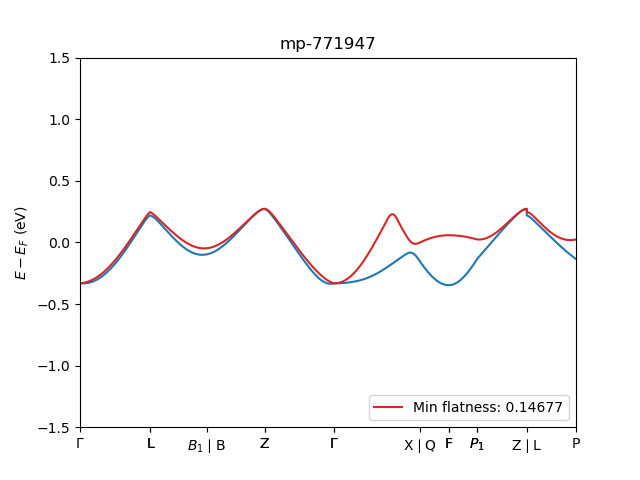 mp-771947
1.5
1.0
0.5
0.0
−0.5
−1.0
−1.5
E − E_F (eV)
Min flatness: 0.14677
Γ L B₁ | B Z Γ X | Q F P₁ Z | L P